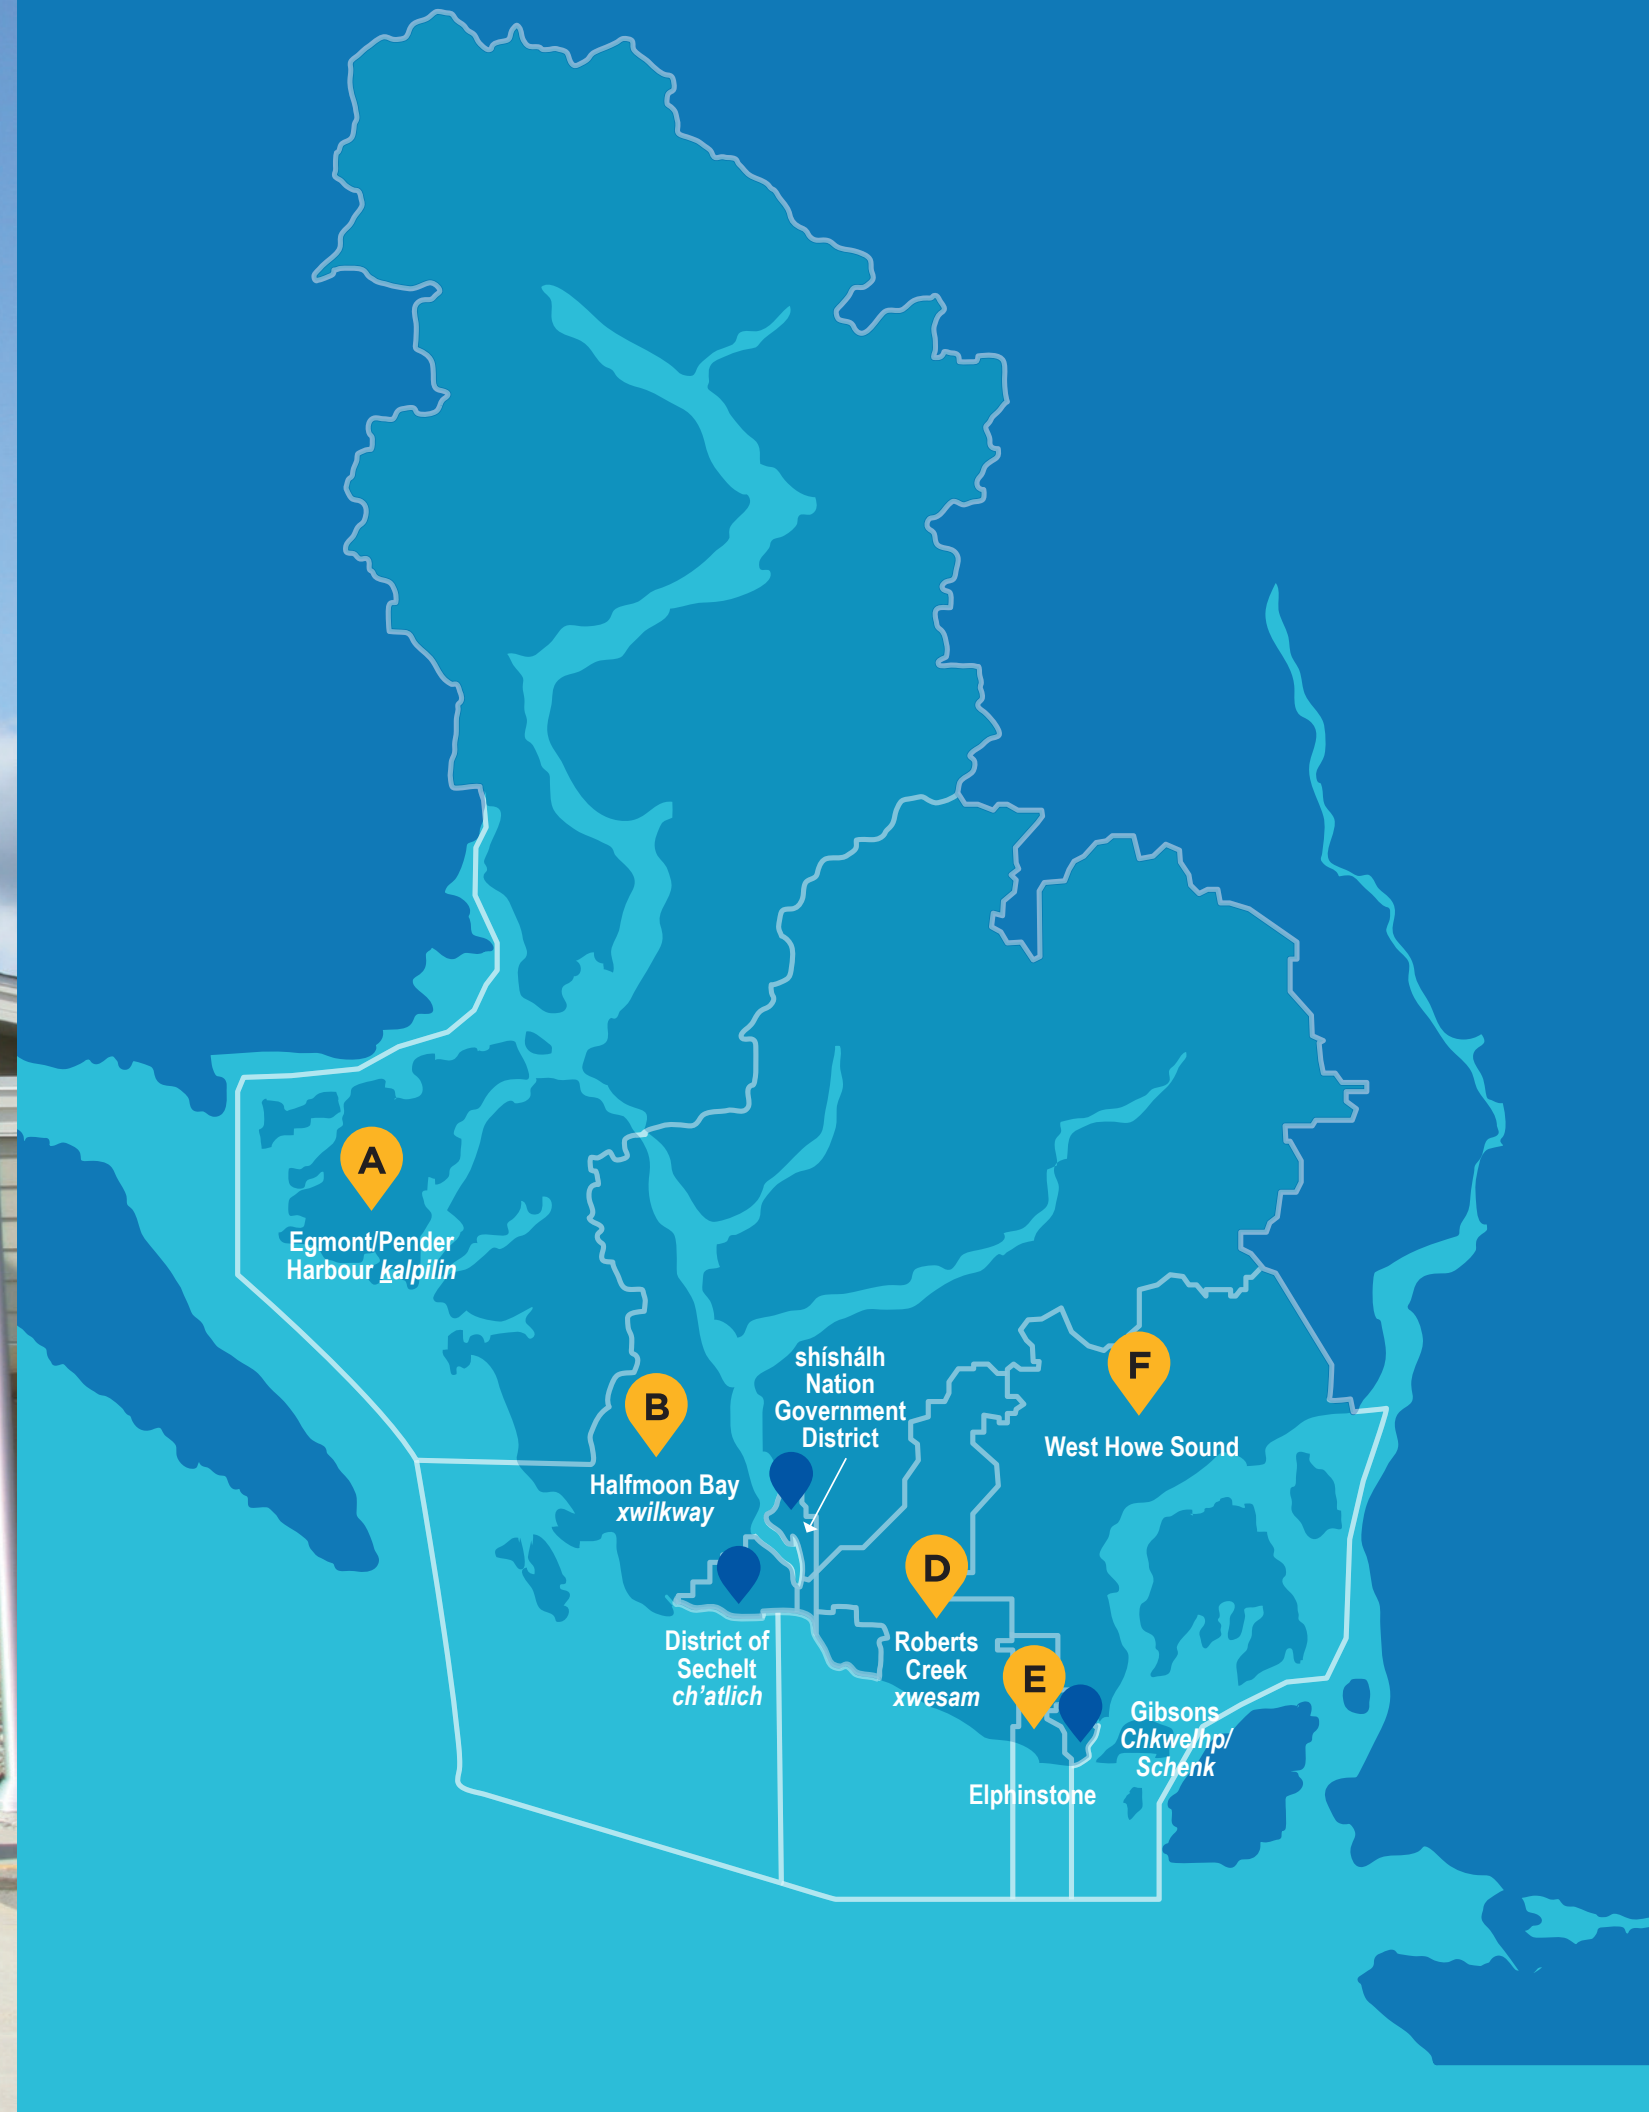 A
Egmont/Pender
Harbour kalpilin
B
Halfmoon Bay
xwilkway
shíshálh
Nation
Government
District
F
West Howe Sound
District of
Sechelt
ch’atlich
D
Roberts
Creek
xwesam
E
Elphinstone
Gibsons
Chkwelhp/
Schenk